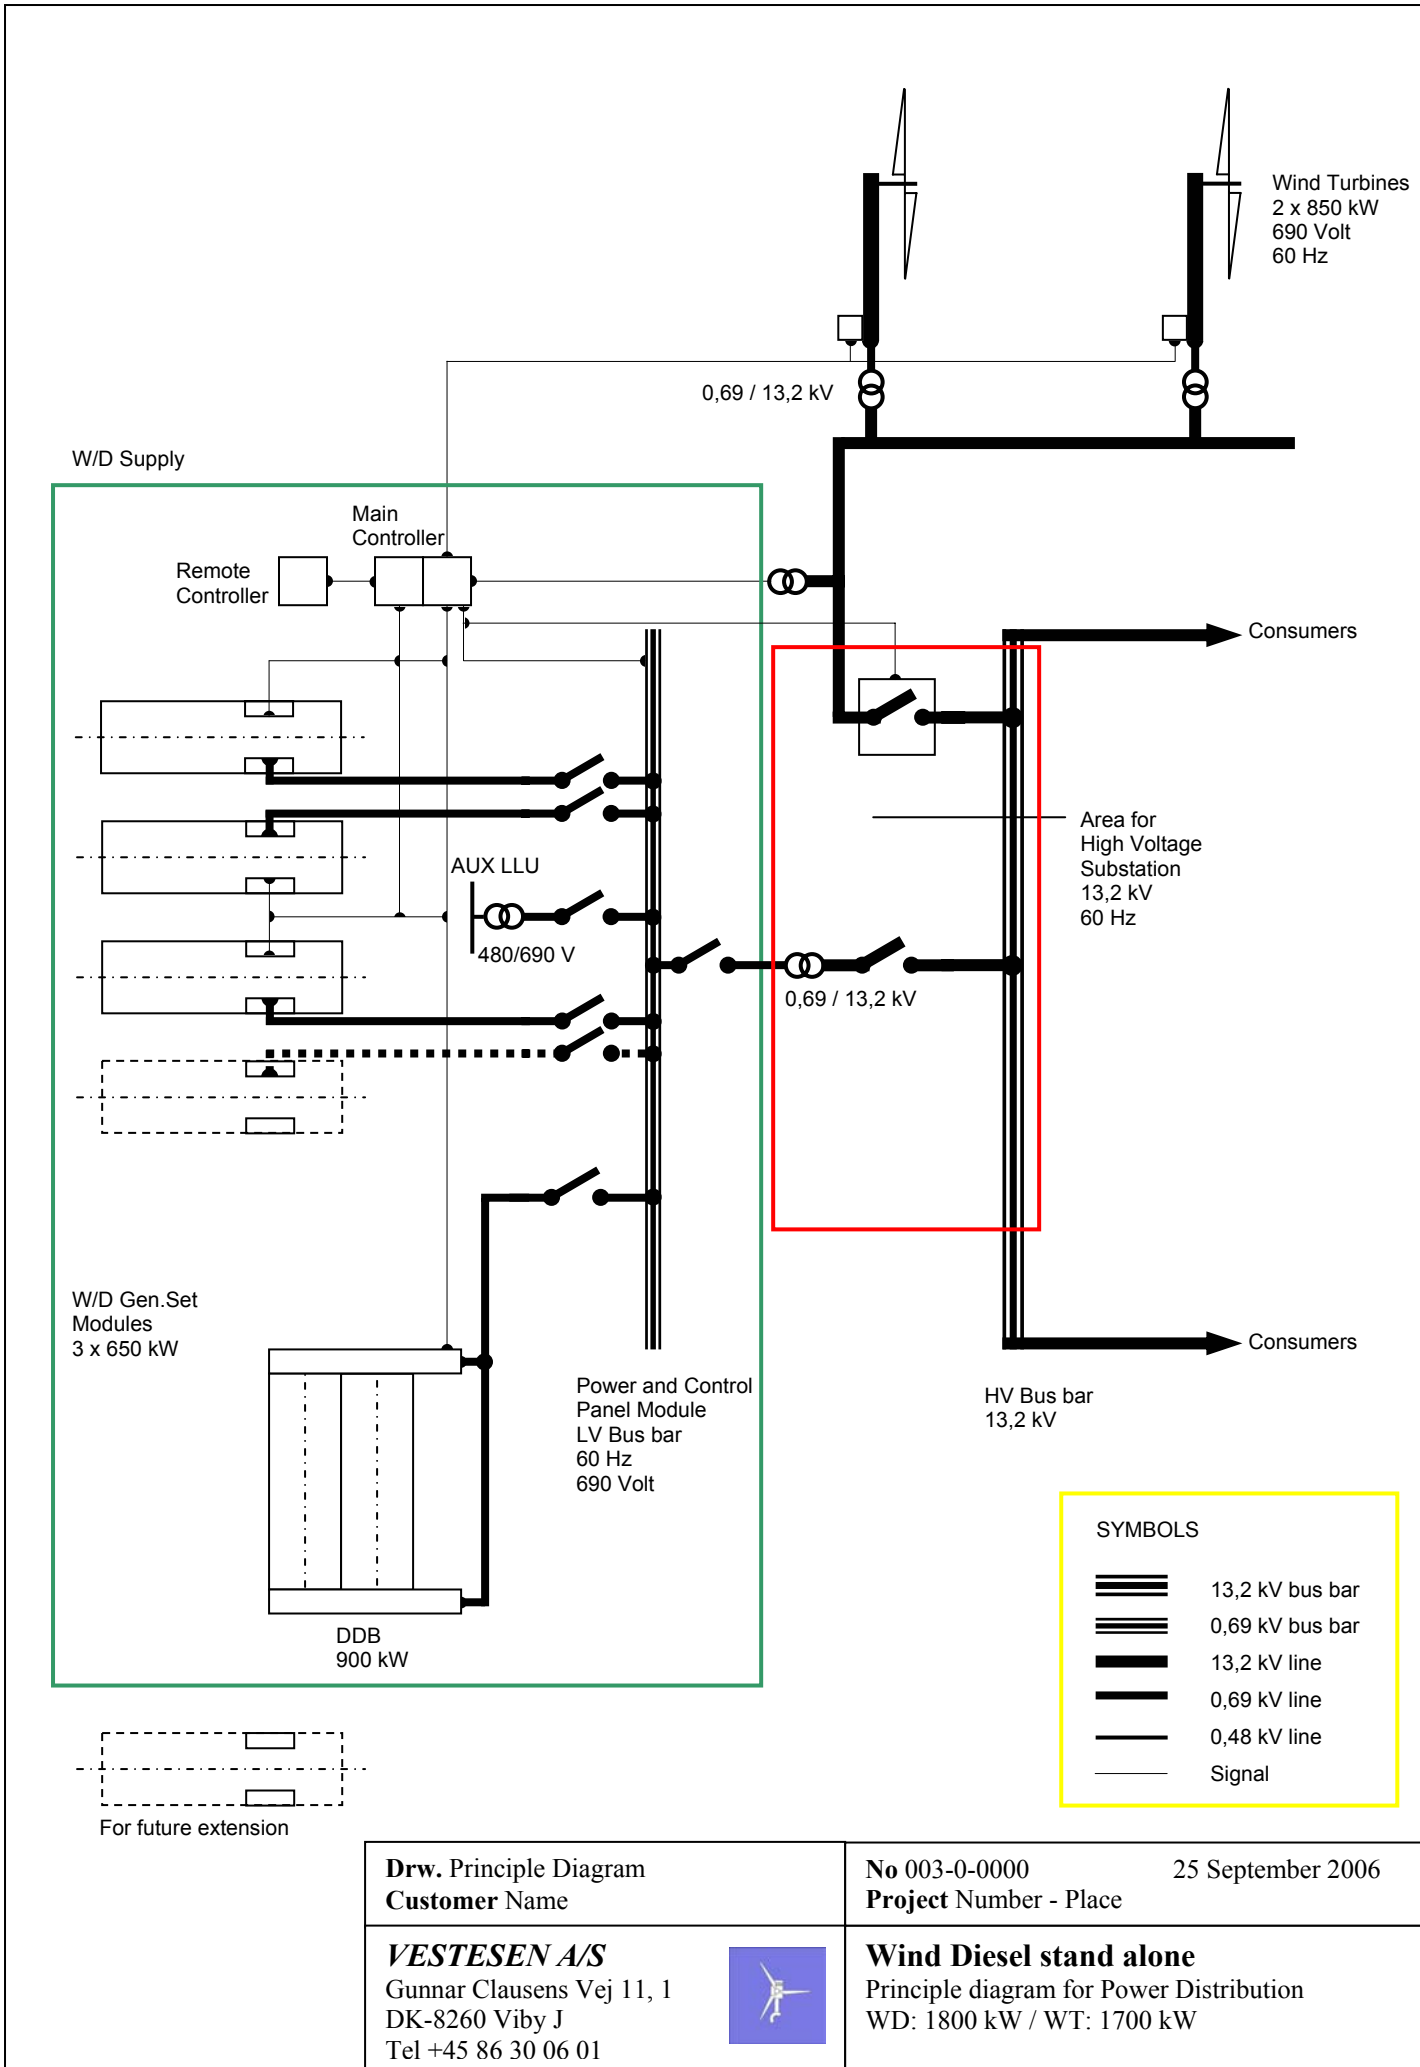 Wind Turbines
2 x 850 kW
690 Volt
60 Hz
0,69 / 13,2 kV
W/D Supply
Main
Controller
Remote
Controller
Consumers
Area for
High Voltage
Substation
13,2 kV
60 Hz
AUX LLU
480/690 V
0,69 / 13,2 kV
W/D Gen.Set
Modules
3 x 650 kW
Consumers
Power and Control
Panel Module
LV Bus bar
60 Hz
690 Volt
HV Bus bar
13,2 kV
DDB
900 kW
SYMBOLS
13,2 kV bus bar
0,69 kV bus bar
13,2 kV line
0,69 kV line
0,48 kV line
Signal
For future extension
Drw. Principle Diagram
Customer Name
No 003-0-0000 25 September 2006
Project Number - Place
VESTESEN A/S
Gunnar Clausens Vej 11, 1
DK-8260 Viby J
Tel +45 86 30 06 01
Wind Diesel stand alone
Principle diagram for Power Distribution
WD: 1800 kW / WT: 1700 kW